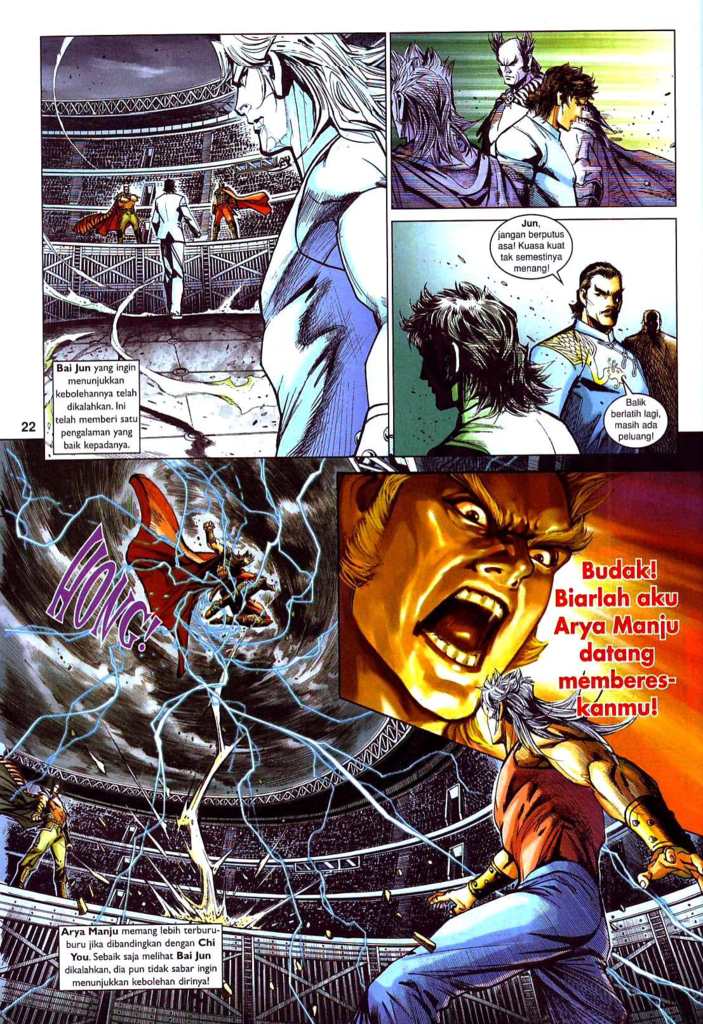 Bai Jun yang ingin
menunjukkan
kebolehannya telah
dikalahkan. Ini
telah memberi satu
pengalaman yang
baik kepadanya.
Jun,
jangan berputus
asa! Kuasa kuat
tak semestinya
menang!
Balik
berlatih lagi,
masih ada
peluang!
22
HONG!
Budak!
Biarlah aku
Arya Manju
datang
memberes-
kanmu!
Arya Manju memang lebih terburu-
buru jika dibandingkan dengan Chi
You. Sebaik saja melihat Bai Jun
dikalahkan, dia pun tidak sabar ingin
menunjukkan kebolehan dirinya!